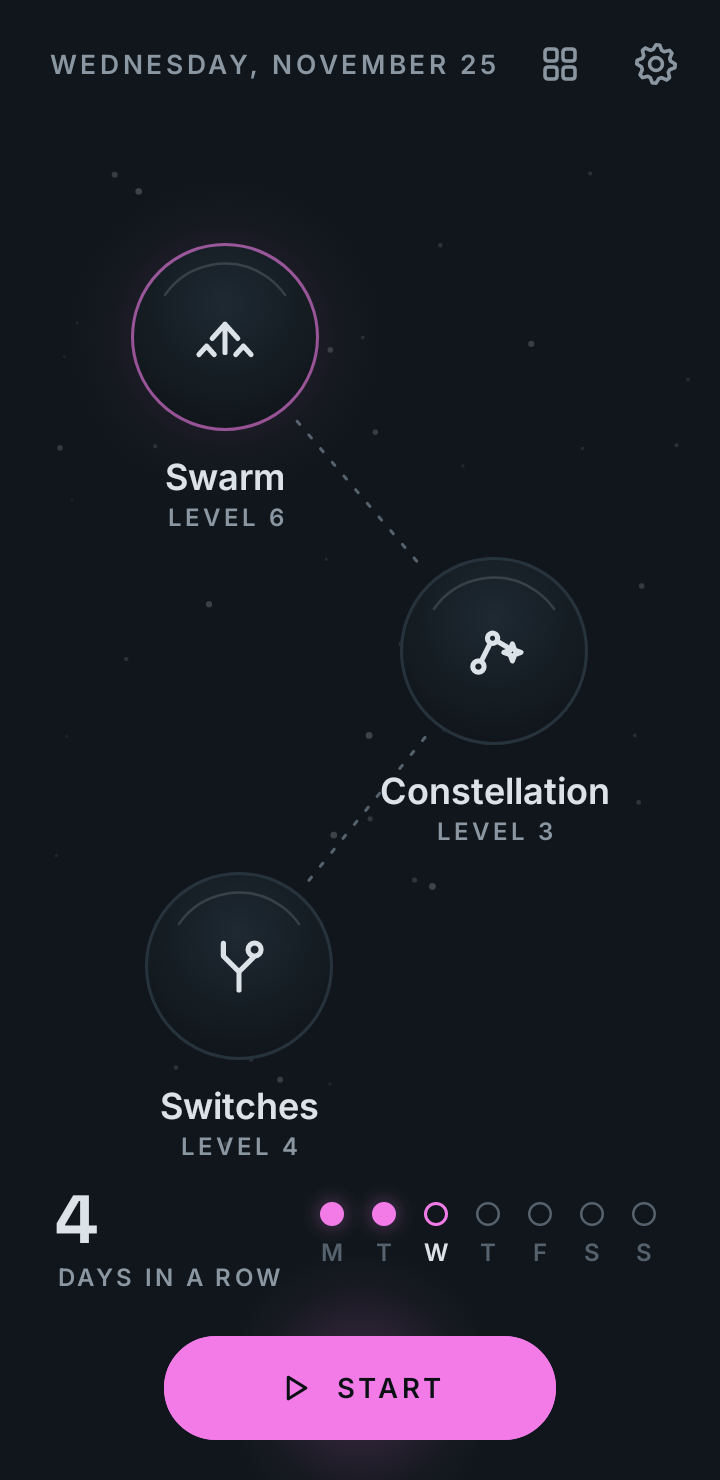 WEDNESDAY, NOVEMBER 25
Swarm
LEVEL 6
Constellation
LEVEL 3
Switches
LEVEL 4
4
DAYS IN A ROW
M T W T F S S
START